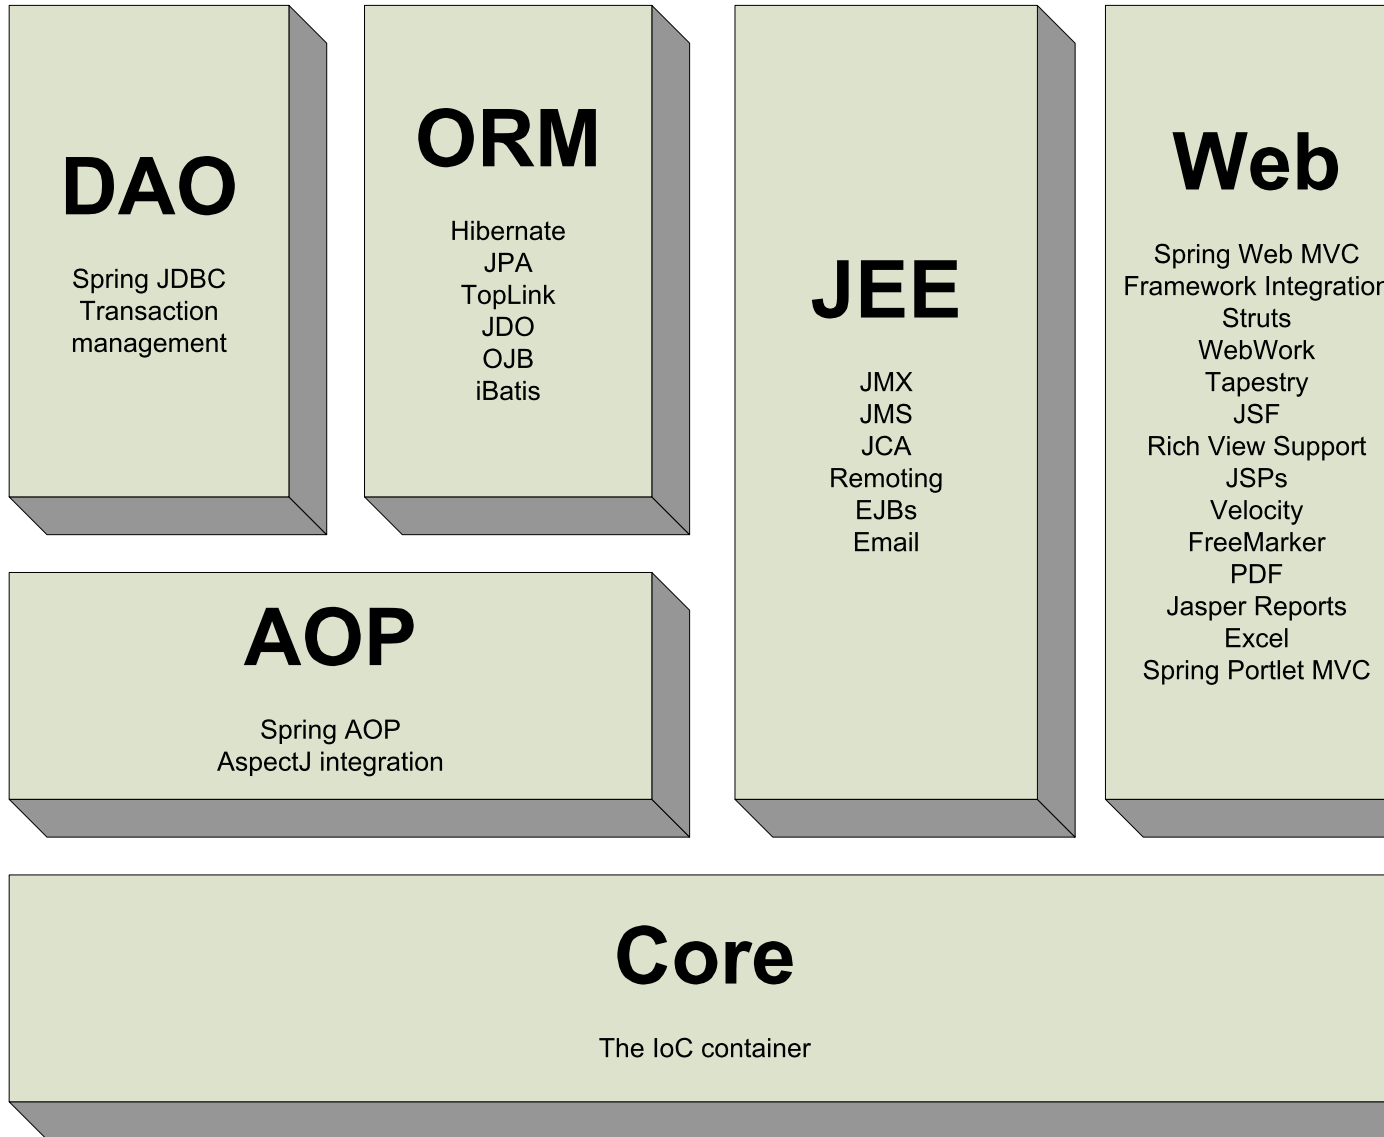 DAO
Spring JDBC
Transaction
management
ORM
Hibernate
JPA
TopLink
JDO
OJB
iBatis
JEE
JMX
JMS
JCA
Remoting
EJBs
Email
Web
Spring Web MVC
Framework Integration
Struts
WebWork
Tapestry
JSF
Rich View Support
JSPs
Velocity
FreeMarker
PDF
Jasper Reports
Excel
Spring Portlet MVC
AOP
Spring AOP
AspectJ integration
Core
The IoC container